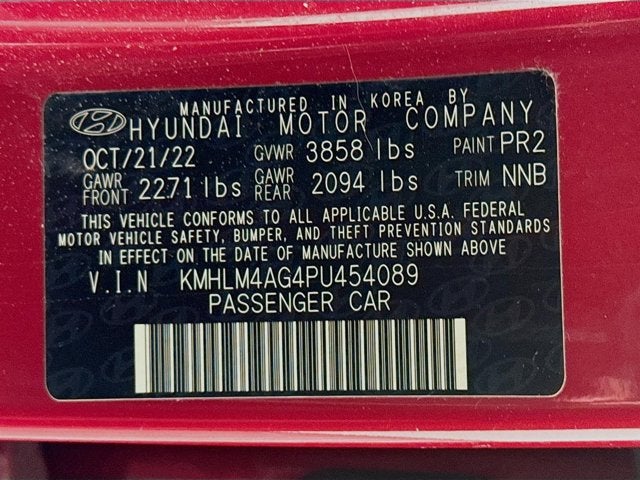 MANUFACTURED IN KOREA BY
HYUNDAI MOTOR COMPANY
OCT/21/22 GVWR 3858 lbs PAINT PR2
GAWR FRONT 2271 lbs GAWR REAR 2094 lbs TRIM NNB
THIS VEHICLE CONFORMS TO ALL APPLICABLE U.S.A. FEDERAL
MOTOR VEHICLE SAFETY, BUMPER, AND THEFT PREVENTION STANDARDS
IN EFFECT ON THE DATE OF MANUFACTURE SHOWN ABOVE
V.I.N KMHLM4AG4PU454089
PASSENGER CAR